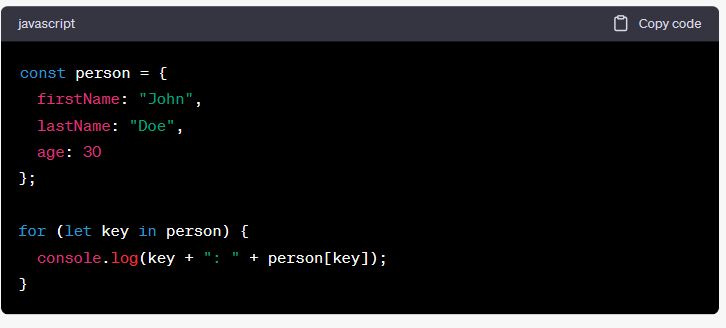 javascript
Copy code
const person = {
  firstName: "John",
  lastName: "Doe",
  age: 30
};

for (let key in person) {
  console.log(key + ": " + person[key]);
}